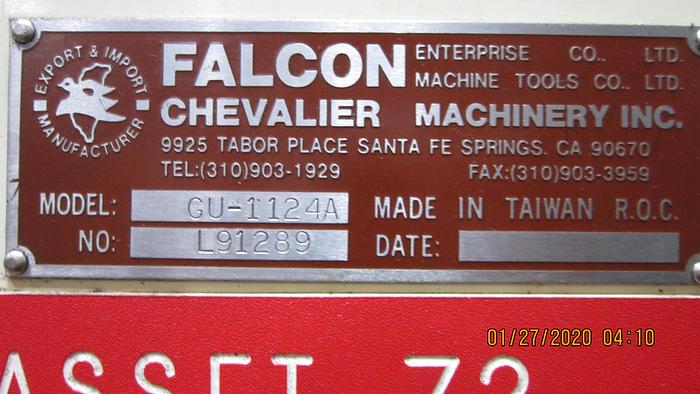 EXPORT & IMPORT
MANUFACTURER
FALCON
ENTERPRISE CO., LTD.
MACHINE TOOLS CO., LTD.
CHEVALIER MACHINERY INC.
9925 TABOR PLACE SANTA FE SPRINGS. CA 90670
TEL:(310)903-1929 FAX:(310)903-3959
MODEL: GU-1124A MADE IN TAIWAN R.O.C.
NO: L91289 DATE:
01/27/2020 04:10
ASSET 72